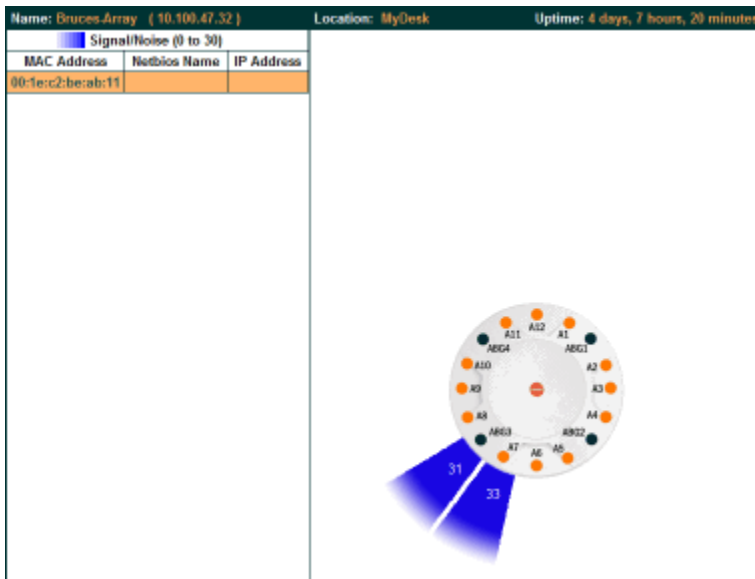 Name: Bruces-Array ( 10.100.47.32 ) Location: MyDesk Uptime: 4 days, 7 hours, 20 minutes
Signal/Noise (0 to 30)
MAC Address Netbios Name IP Address
00:1e:c2:be:ab:11
A12
A11 A1
ABG4 ABG1
A10 A2
A9 A3
A8 A4
ABG3 ABG2
A7 A6 A5
31
33